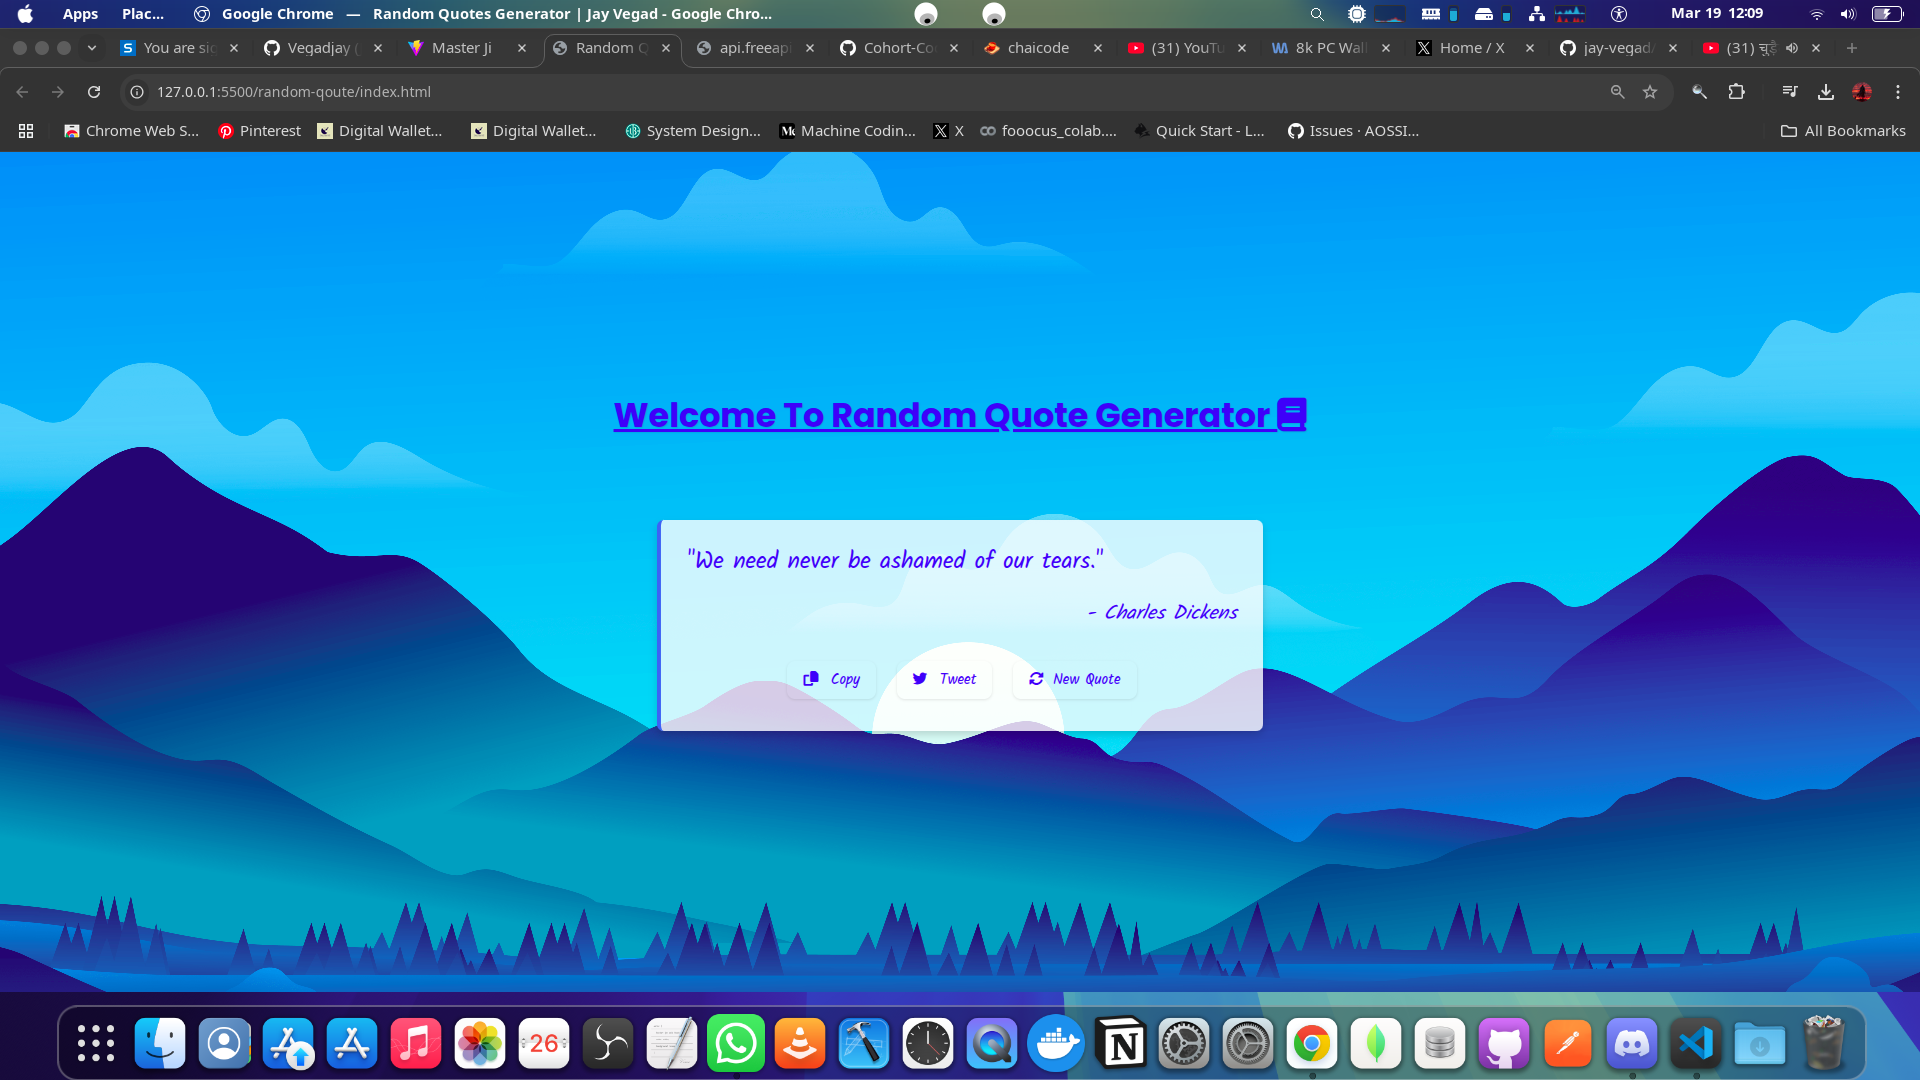 Apps Plac... Google Chrome — Random Quotes Generator | Jay Vegad - Google Chro... Mar 19 12:09
You are sig Vegadjay ( Master Ji Random Q api.freeapi Cohort-Co chaicode (31) YouTu 8k PC Wall Home / X jay-vegad/ (31)
127.0.0.1:5500/random-qoute/index.html
Chrome Web S... Pinterest Digital Wallet... Digital Wallet... System Design... Machine Codin... X fooocus_colab.... Quick Start - L... Issues · AOSSI... All Bookmarks
Welcome To Random Quote Generator
"We need never be ashamed of our tears."
- Charles Dickens
Copy Tweet New Quote
26